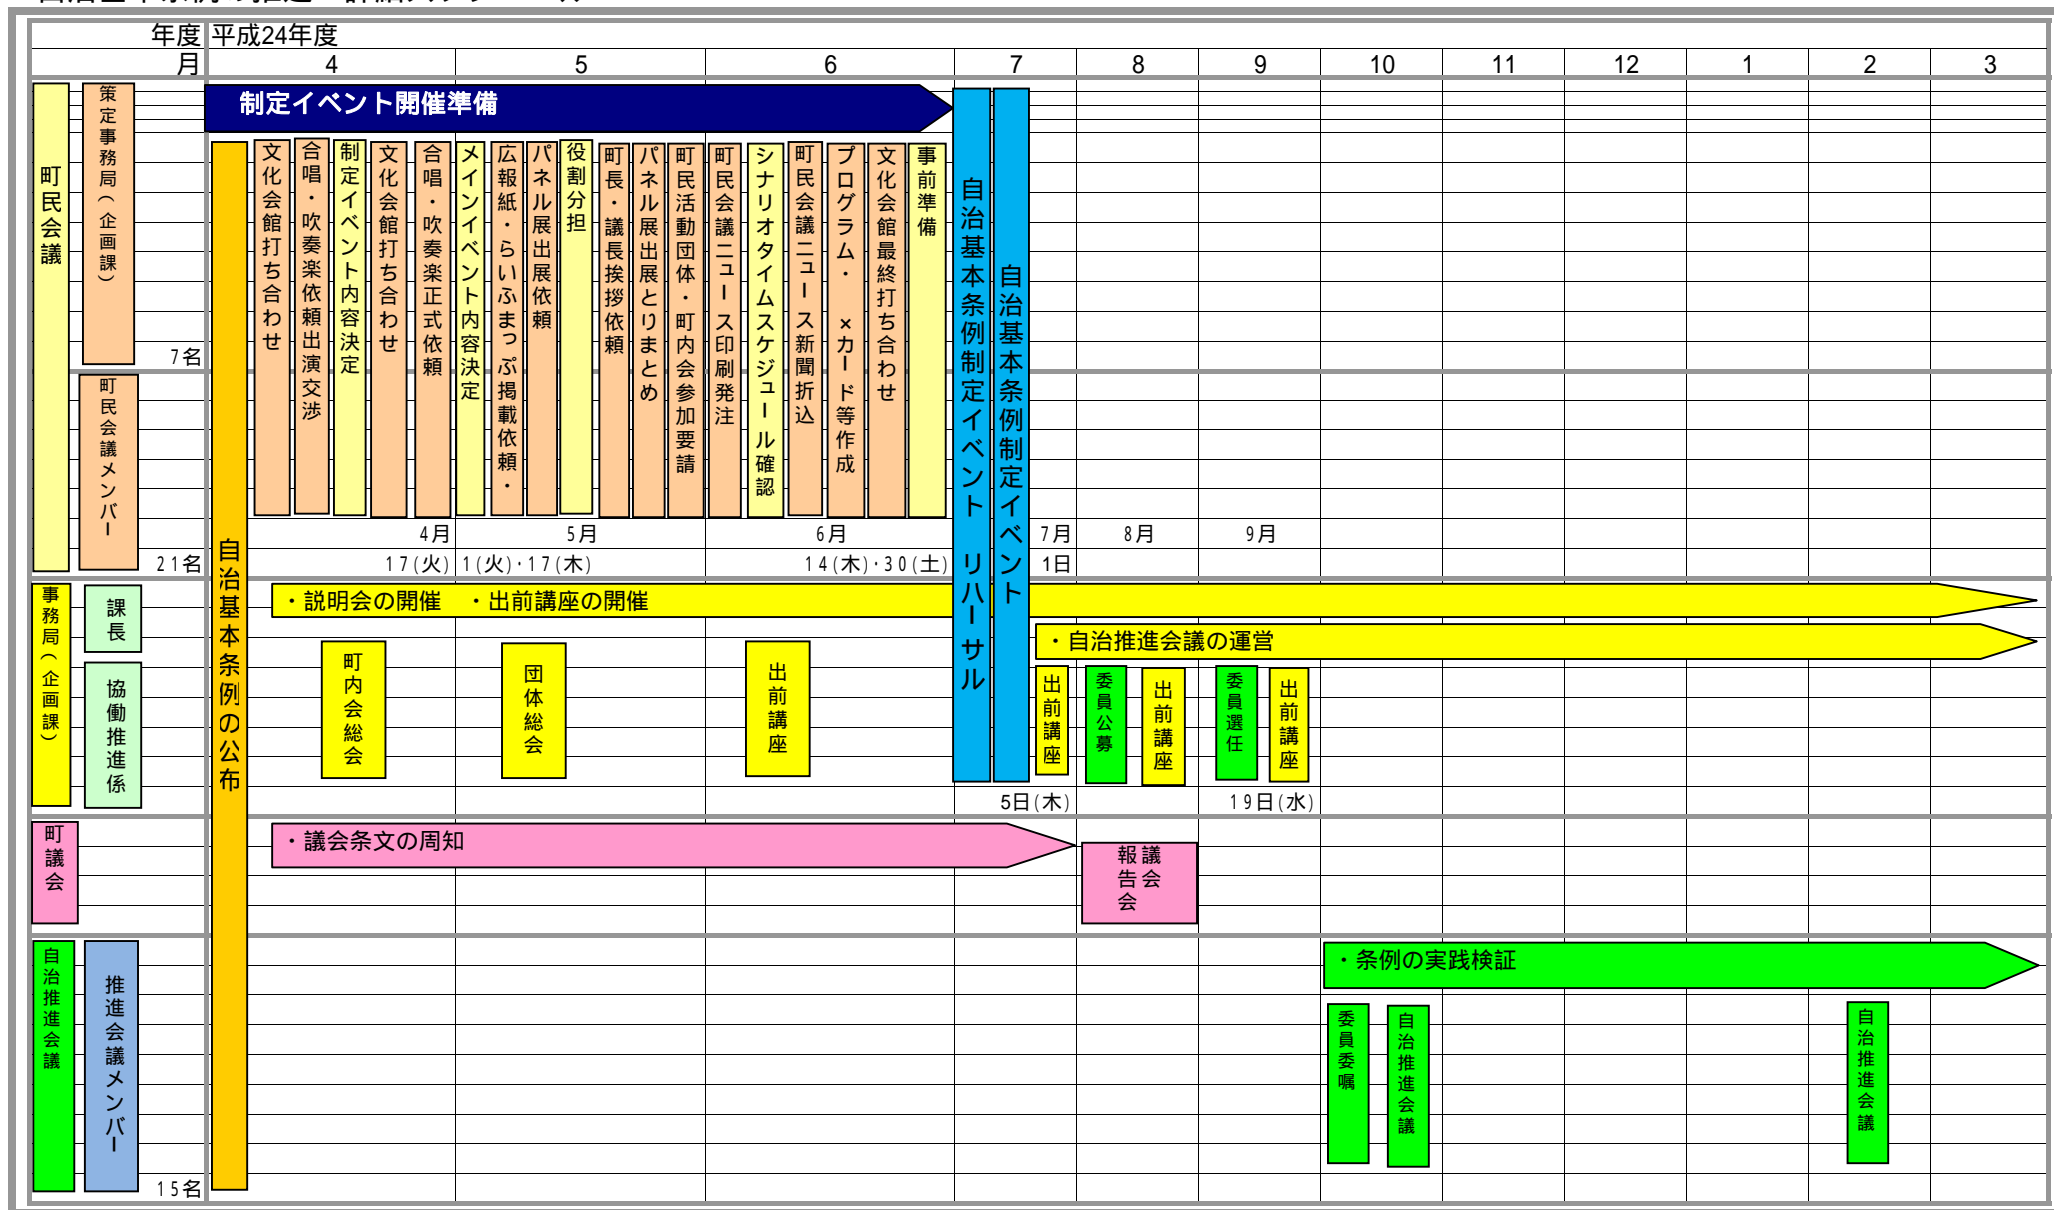 年度
平成24年度
月
4
5
6
7
8
9
10
11
12
1
2
3
町民会議
策定事務局(企画課)
7名
町民会議メンバー
21名
制定イベント開催準備
自治基本条例の公布
文化会館打ち合わせ
合唱・吹奏楽依頼出演交渉
制定イベント内容決定
文化会館打ち合わせ
合唱・吹奏楽正式依頼
メインイベント内容決定
広報紙・らいふまっぷ掲載依頼・
パネル展出展依頼
役割分担
町長・議長挨拶依頼
パネル展出展とりまとめ
町民活動団体・町内会参加要請
町民会議ニュース印刷発注
シナリオタイムスケジュール確認
町民会議ニュース新聞折込
プログラム・ ×カード等作成
文化会館最終打ち合わせ
事前準備
自治基本条例制定イベント リハーサル
自治基本条例制定イベント
4月
5月
6月
7月
8月
9月
17(火)
1(火)・17(木)
14(木)・30(土)
1日
事務局(企画課)
課長
協働推進係
・説明会の開催 ・出前講座の開催
・自治推進会議の運営
町内会総会
団体総会
出前講座
出前講座
委員公募
出前講座
委員選任
出前講座
5日(木)
19日(水)
町議会
・議会条文の周知
議会
報告会
自治推進会議
推進会議メンバー
15名
・条例の実践検証
委員委嘱
自治推進会議
自治推進会議